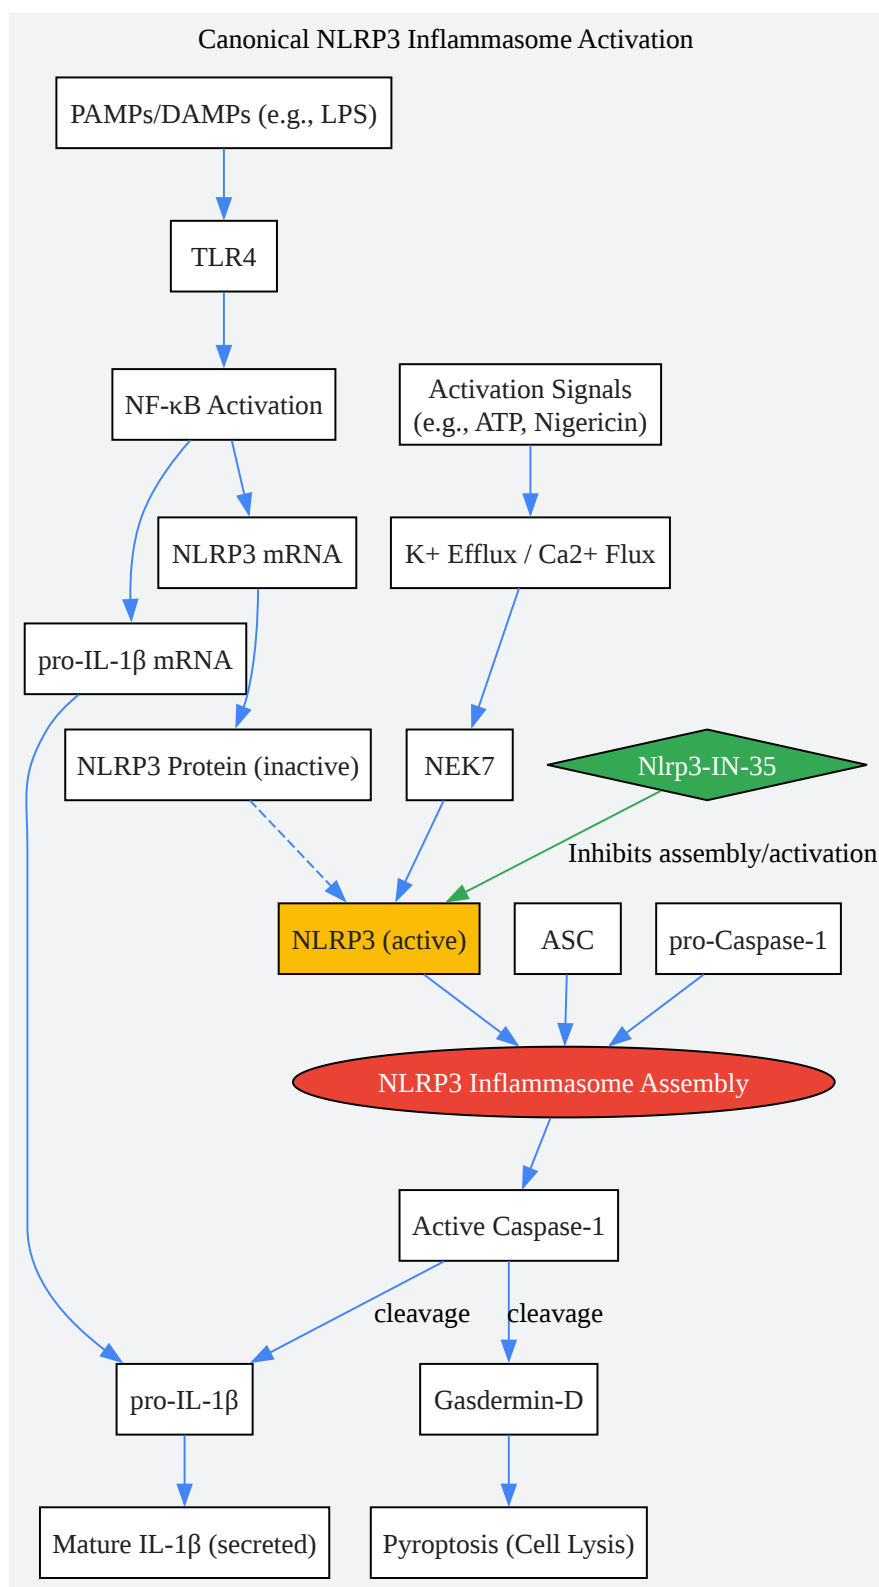 Canonical NLRP3 Inflammasome Activation
PAMPs/DAMPs (e.g., LPS)
TLR4
NF-κB Activation
Activation Signals
(e.g., ATP, Nigericin)
NLRP3 mRNA
K+ Efflux / Ca2+ Flux
pro-IL-1β mRNA
NLRP3 Protein (inactive)
NEK7
Nlrp3-IN-35
Inhibits assembly/activation
NLRP3 (active)
ASC
pro-Caspase-1
NLRP3 Inflammasome Assembly
Active Caspase-1
cleavage
cleavage
pro-IL-1β
Gasdermin-D
Mature IL-1β (secreted)
Pyroptosis (Cell Lysis)